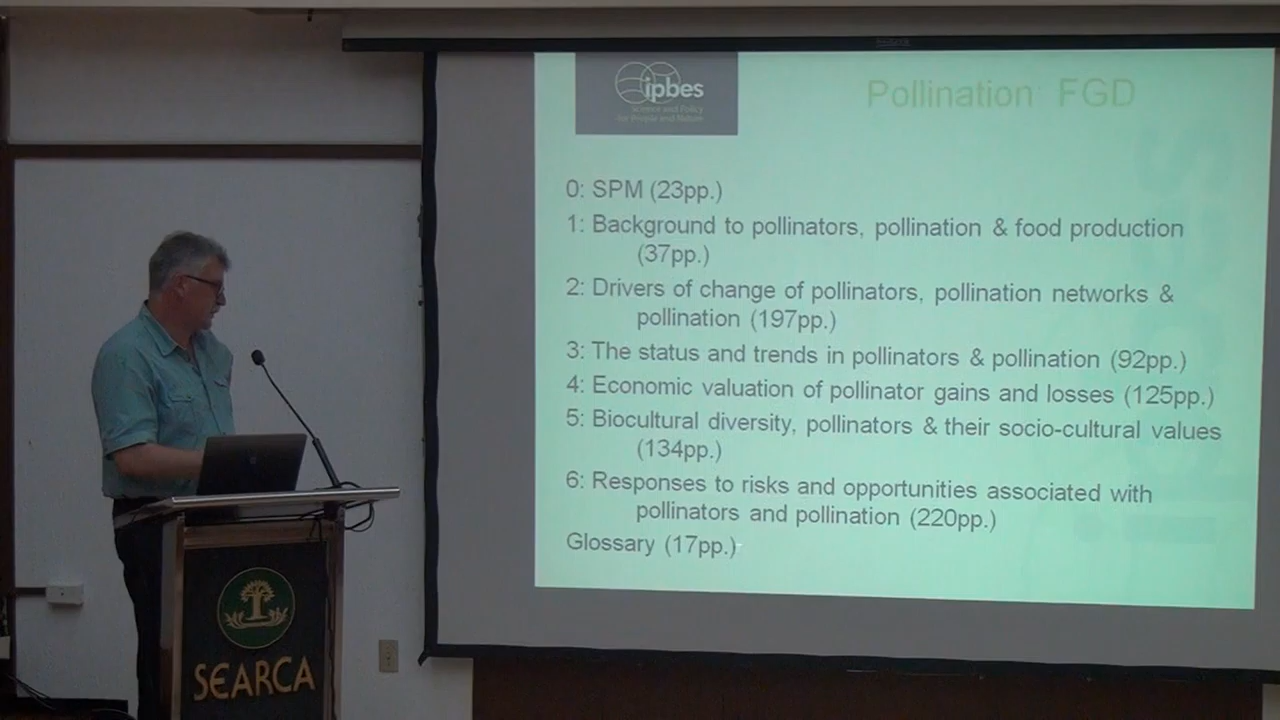 ipbes
Science and Policy
for People and Nature
Pollination FGD
0: SPM (23pp.)
1: Background to pollinators, pollination & food production
(37pp.)
2: Drivers of change of pollinators, pollination networks &
pollination (197pp.)
3: The status and trends in pollinators & pollination (92pp.)
4: Economic valuation of pollinator gains and losses (125pp.)
5: Biocultural diversity, pollinators & their socio-cultural values
(134pp.)
6: Responses to risks and opportunities associated with
pollinators and pollination (220pp.)
Glossary (17pp.)
SEARCA